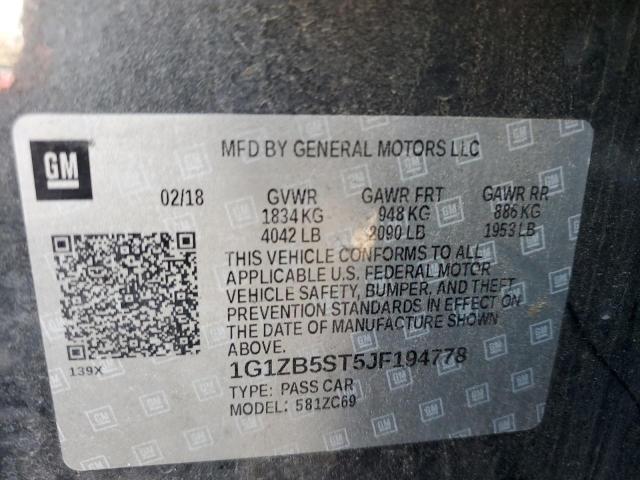 GM
MFD BY GENERAL MOTORS LLC
02/18 GVWR GAWR FRT GAWR RR
1834 KG 948 KG 886 KG
4042 LB 2090 LB 1953 LB
THIS VEHICLE CONFORMS TO ALL
APPLICABLE U.S. FEDERAL MOTOR
VEHICLE SAFETY, BUMPER, AND THEFT
PREVENTION STANDARDS IN EFFECT ON
THE DATE OF MANUFACTURE SHOWN
ABOVE.
139X
1G1ZB5ST5JF194778
TYPE: PASS CAR
MODEL: 581ZC69